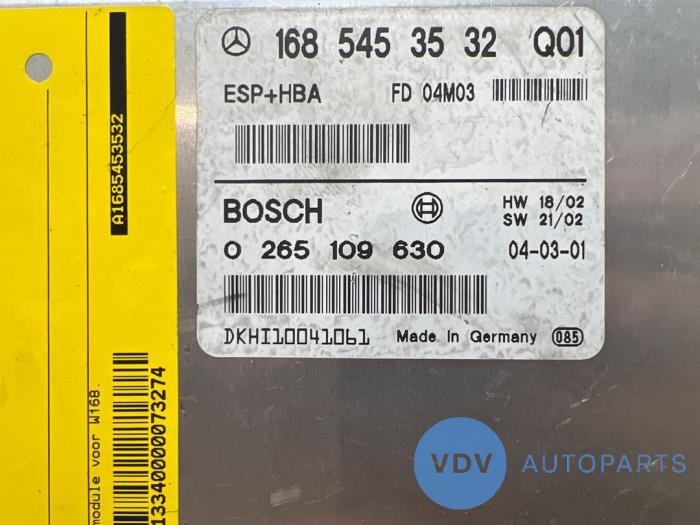 168 545 35 32 Q01
ESP+HBA FD 04M03
BOSCH HW 18/02
SW 21/02
0 265 109 630 04-03-01
DKHI10041061 Made in Germany 085
A1685453532
module voor W168.
1334000000073274
VDV AUTOPARTS